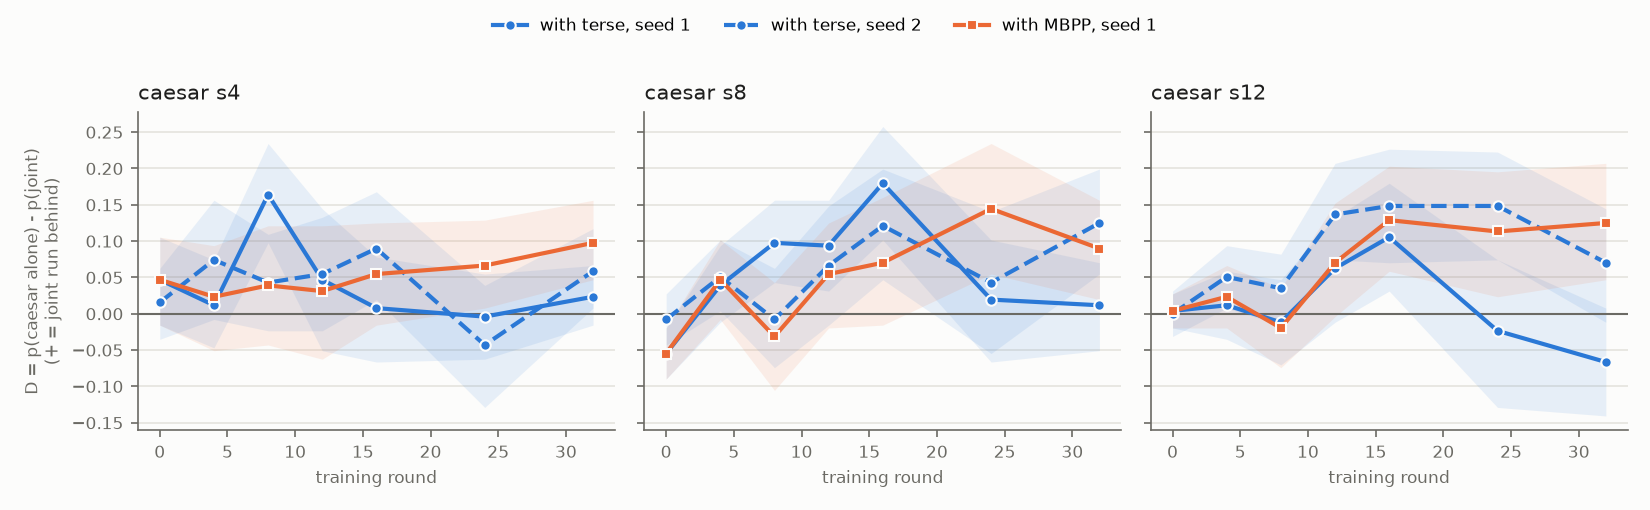 with terse, seed 1
with terse, seed 2
with MBPP, seed 1
caesar s4
caesar s8
caesar s12
D = p(caesar alone) - p(joint)
(+ = joint run behind)
0.25
0.20
0.15
0.10
0.05
0.00
−0.05
−0.10
−0.15
0 5 10 15 20 25 30
0 5 10 15 20 25 30
0 5 10 15 20 25 30
training round
training round
training round